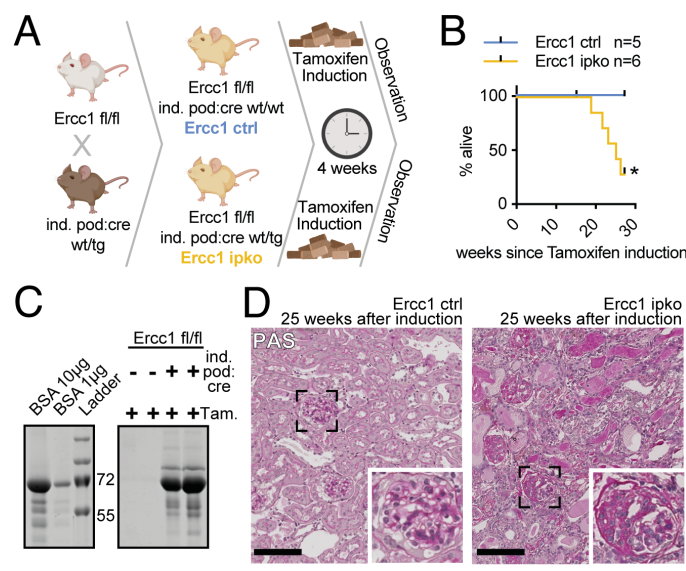 A
Ercc1 fl/fl
X
ind. pod:cre
wt/tg
Ercc1 fl/fl
ind. pod:cre wt/wt
Ercc1 ctrl
Ercc1 fl/fl
ind. pod:cre wt/tg
Ercc1 ipko
Tamoxifen
Induction
4 weeks
Tamoxifen
Induction
Observation
Observation
B
Ercc1 ctrl n=5
Ercc1 ipko n=6
% alive
100
50
0
0
10
20
30
*
weeks since Tamoxifen induction
C
BSA 10µg
BSA 1µg
Ladder
Ercc1 fl/fl
- - + + ind. pod: cre
+ + + + Tam.
72
55
D
Ercc1 ctrl
25 weeks after induction
PAS
Ercc1 ipko
25 weeks after induction